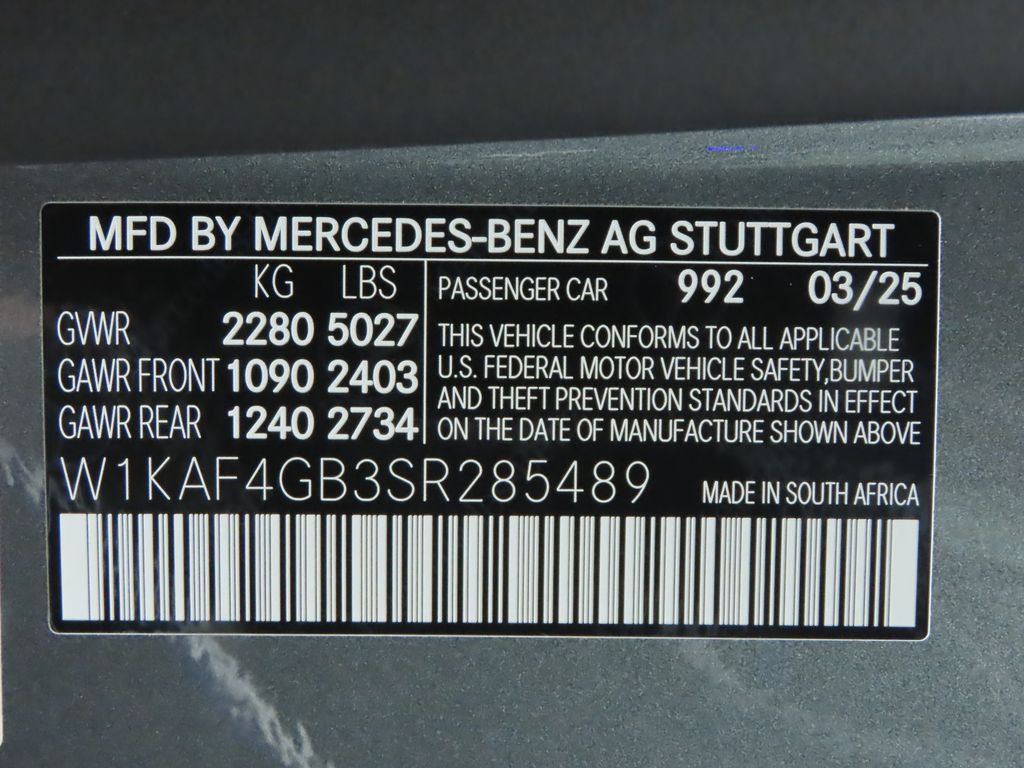 MFD BY MERCEDES-BENZ AG STUTTGART
KG LBS
GVWR 2280 5027
GAWR FRONT 1090 2403
GAWR REAR 1240 2734
PASSENGER CAR 992 03/25
THIS VEHICLE CONFORMS TO ALL APPLICABLE
U.S. FEDERAL MOTOR VEHICLE SAFETY,BUMPER
AND THEFT PREVENTION STANDARDS IN EFFECT
ON THE DATE OF MANUFACTURE SHOWN ABOVE
W1KAF4GB3SR285489
MADE IN SOUTH AFRICA